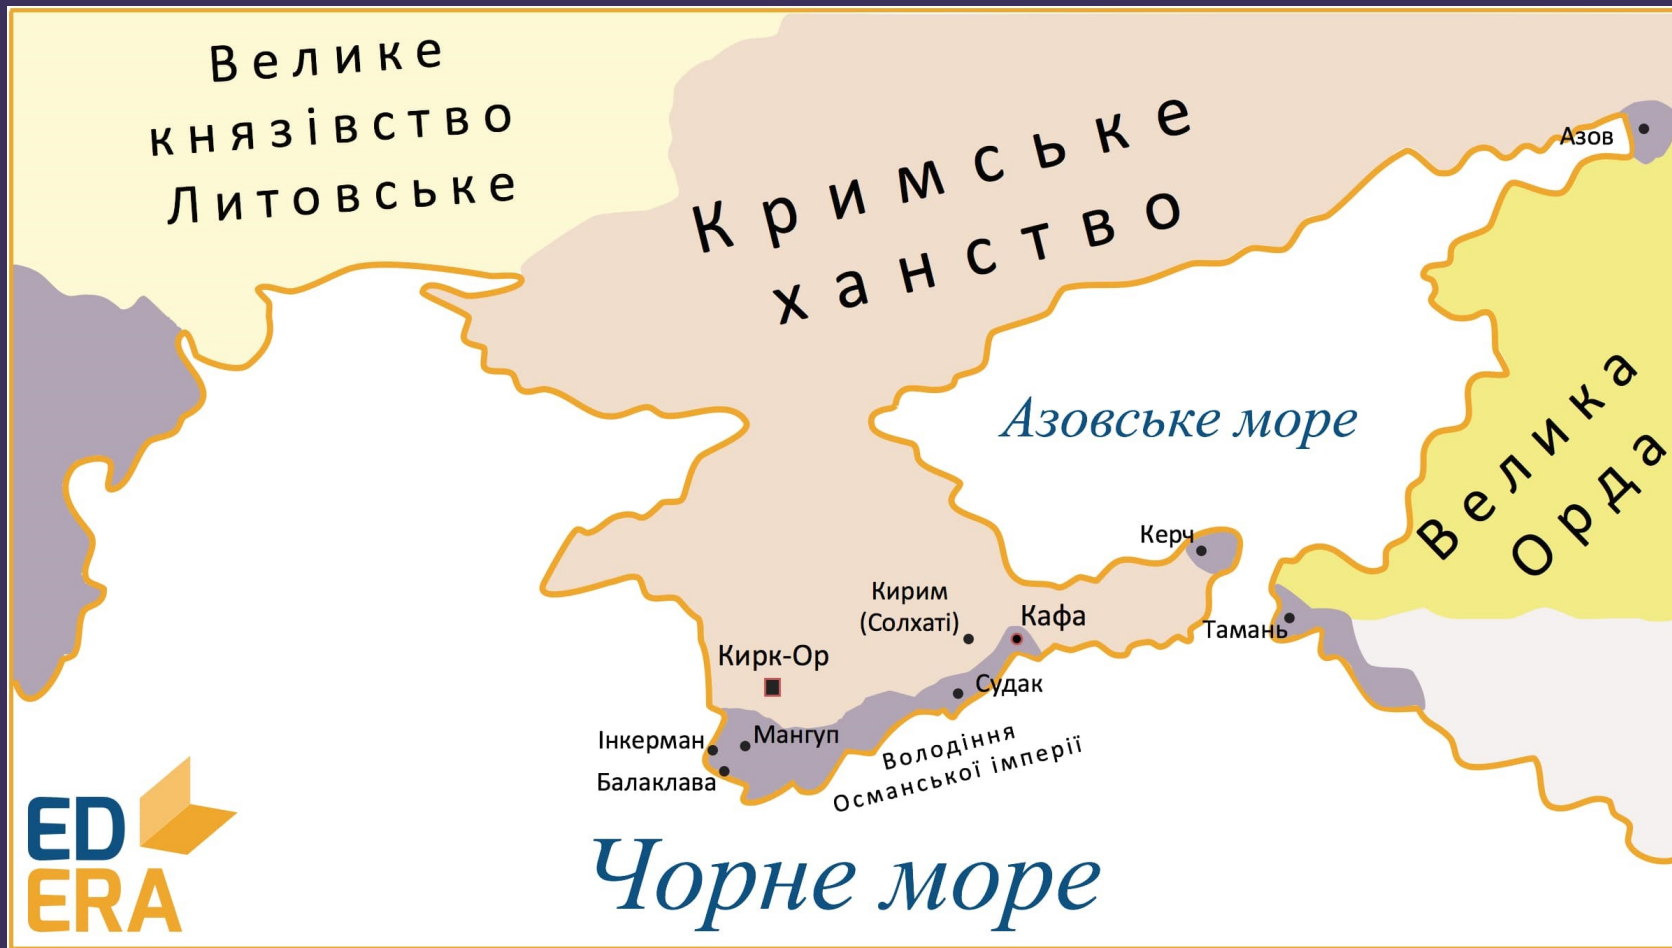 Велике
князівство
Литовське
Кримське
ханство
Азов
Азовське море
Велика
Орда
Керч
Кирим
(Солхаті)
Кафа
Тамань
Кирк-Ор
Судак
Інкерман
Мангуп
Балаклава
Володіння
Османської імперії
Чорне море
ED
ERA